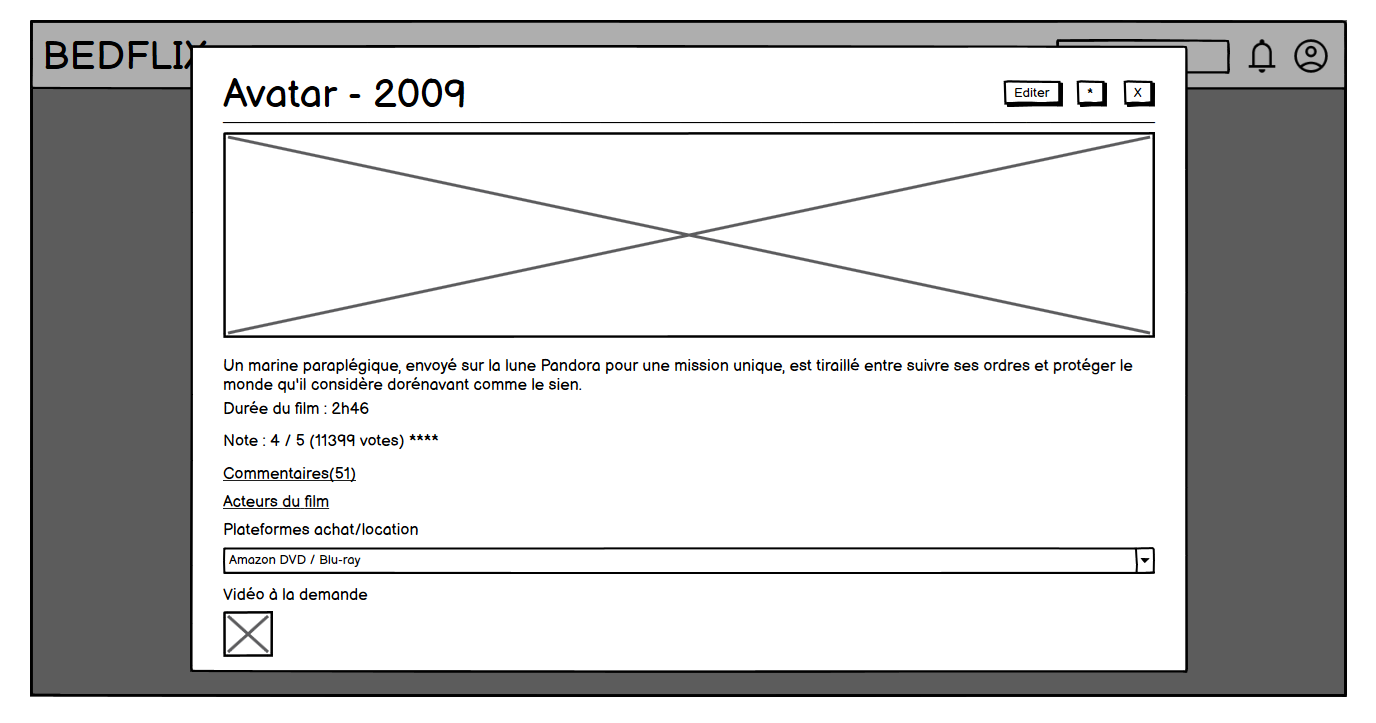 BEDFLIX
Avatar - 2009
Editer
*
X
Un marine paraplégique, envoyé sur la lune Pandora pour une mission unique, est tiraillé entre suivre ses ordres et protéger le
monde qu'il considère dorénavant comme le sien.
Durée du film : 2h46
Note : 4 / 5 (11399 votes) ****
Commentaires(51)
Acteurs du film
Plateformes achat/location
Amazon DVD / Blu-ray
Vidéo à la demande